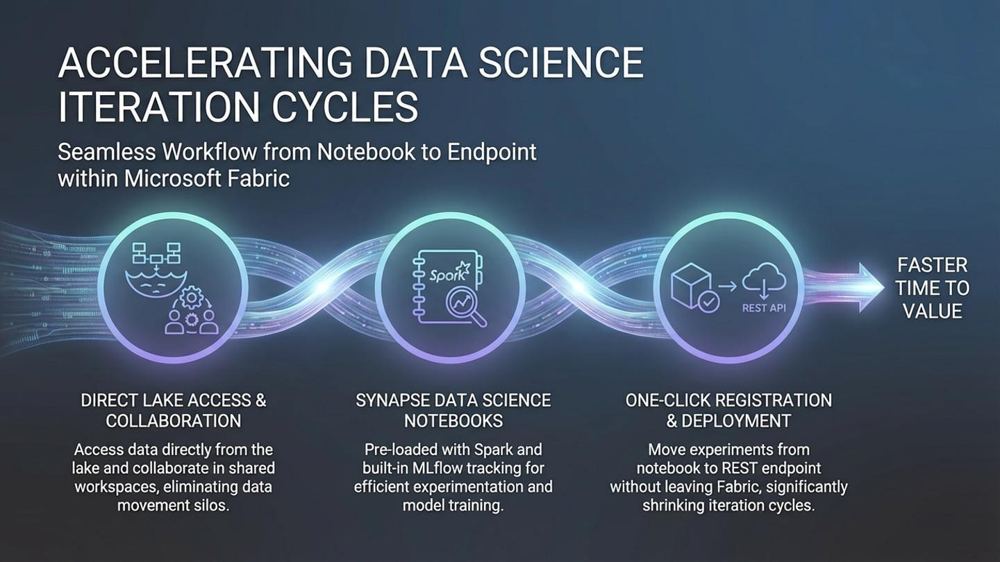 ACCELERATING DATA SCIENCE
ITERATION CYCLES
Seamless Workflow from Notebook to Endpoint
within Microsoft Fabric
Spark
REST API
FASTER
TIME TO
VALUE
DIRECT LAKE ACCESS &
COLLABORATION
Access data directly from the
lake and collaborate in shared
workspaces, eliminating data
movement silos.
SYNAPSE DATA SCIENCE
NOTEBOOKS
Pre-loaded with Spark and
built-in MLflow tracking for
efficient experimentation and
model training.
ONE-CLICK REGISTRATION
& DEPLOYMENT
Move experiments from
notebook to REST endpoint
without leaving Fabric, significantly
shrinking iteration cycles.